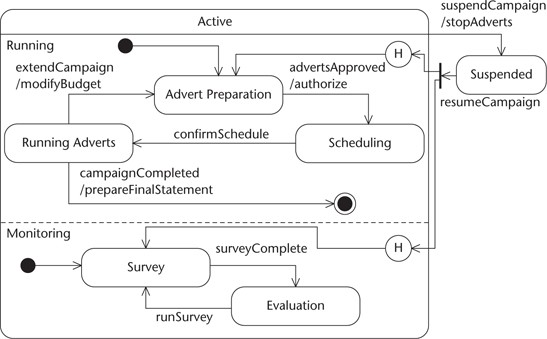 Active
suspendCampaign
/stopAdverts
Running
H
extendCampaign
/modifyBudget
advertsApproved
/authorize
Suspended
Advert Preparation
resumeCampaign
Running Adverts
confirmSchedule
Scheduling
campaignCompleted
/prepareFinalStatement
Monitoring
H
surveyComplete
Survey
Evaluation
runSurvey